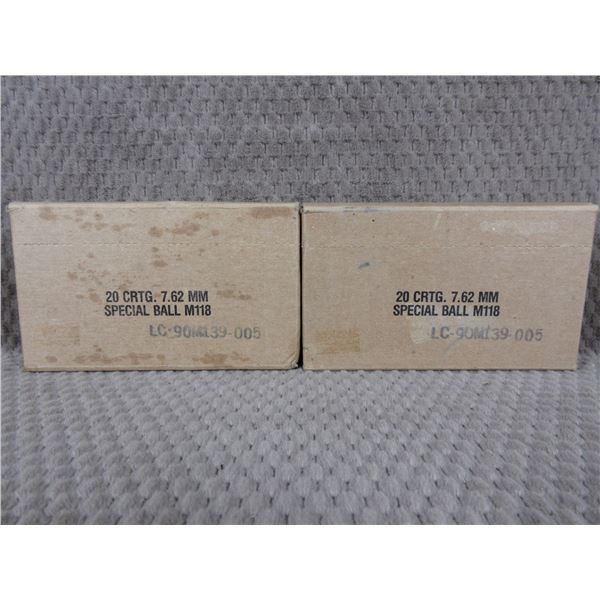 20 CRTG. 7.62 MM
SPECIAL BALL M118
LC-90M139-005
20 CRTG. 7.62 MM
SPECIAL BALL M118
LC-90M139-005